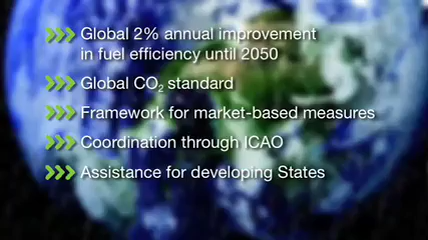 Global 2% annual improvement
in fuel efficiency until 2050
Global CO₂ standard
Framework for market-based measures
Coordination through ICAO
Assistance for developing States